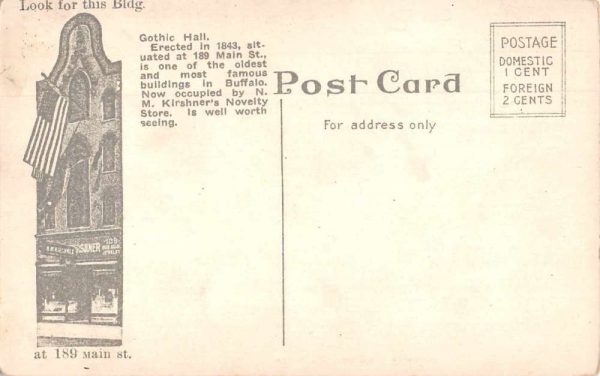 Look for this Bldg.
Gothic Hall.
Erected in 1843, sit-
uated at 189 Main St.,
is one of the oldest
and most famous
buildings in Buffalo.
Now occupied by N.
M. Kirshner's Novelty
Store. Is well worth
seeing.
Post Card
For address only
POSTAGE
DOMESTIC
1 CENT
FOREIGN
2 CENTS
at 189 Main st.